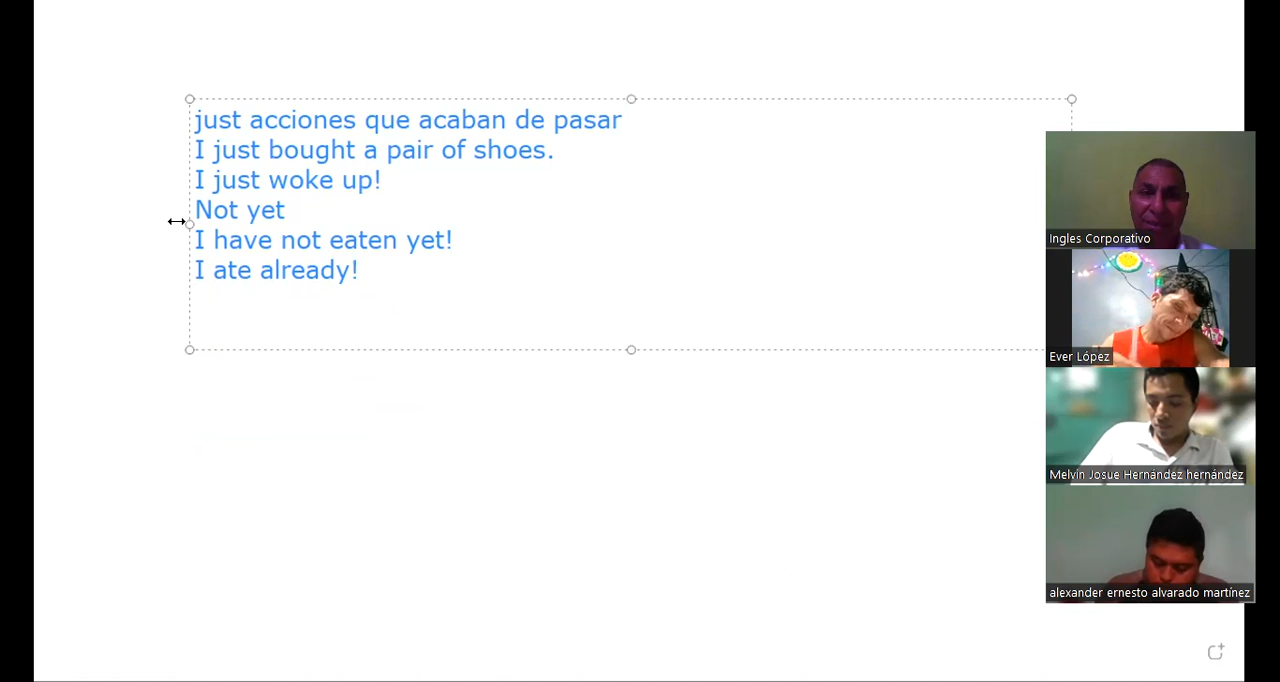 just acciones que acaban de pasar
I just bought a pair of shoes.
I just woke up!
Not yet
I have not eaten yet!
I ate already!
Ingles Corporativo
Ever López
Melvin Josue Hernández hernández
alexander ernesto alvarado martínez